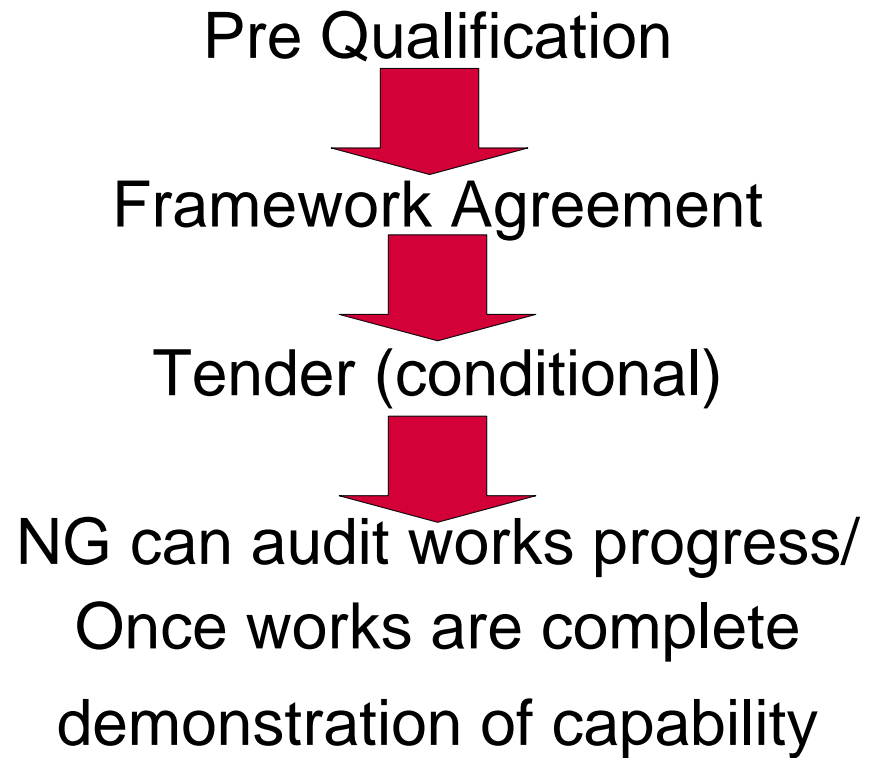 Pre Qualification
Framework Agreement
Tender (conditional)
NG can audit works progress/
Once works are complete
demonstration of capability